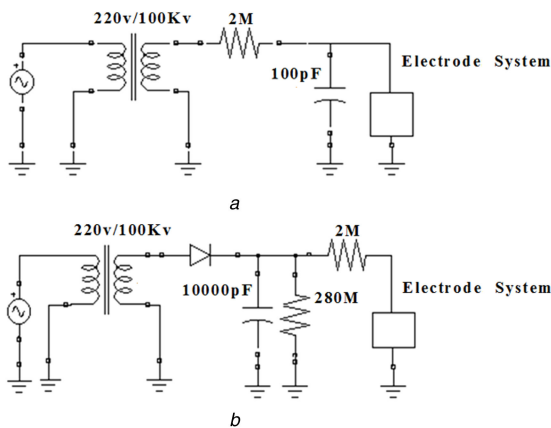 220v/100Kv
2M
100pF
Electrode System
+
a
220v/100Kv
2M
10000pF
280M
Electrode System
+
b